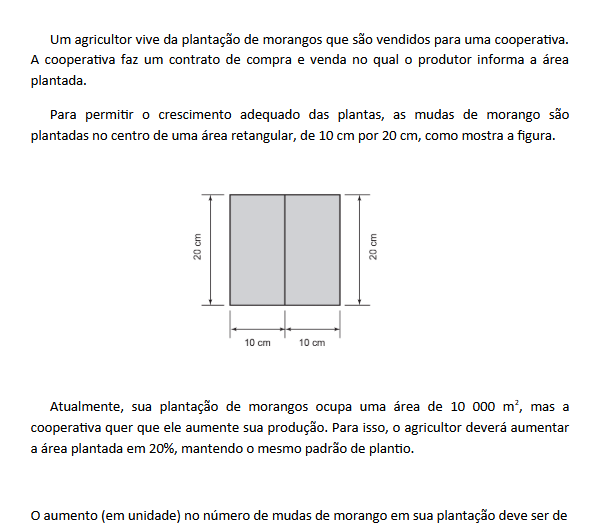 Um agricultor vive da plantação de morangos que são vendidos para uma cooperativa.
A cooperativa faz um contrato de compra e venda no qual o produtor informa a área
plantada.
Para permitir o crescimento adequado das plantas, as mudas de morango são
plantadas no centro de uma área retangular, de 10 cm por 20 cm, como mostra a figura.
20 cm
20 cm
10 cm 10 cm
Atualmente, sua plantação de morangos ocupa uma área de 10 000 m², mas a
cooperativa quer que ele aumente sua produção. Para isso, o agricultor deverá aumentar
a área plantada em 20%, mantendo o mesmo padrão de plantio.
O aumento (em unidade) no número de mudas de morango em sua plantação deve ser de